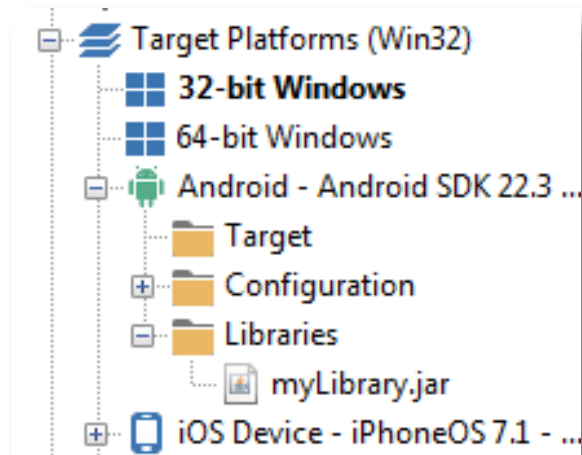 Target Platforms (Win32)
32-bit Windows
64-bit Windows
Android - Android SDK 22.3 ...
Target
Configuration
Libraries
myLibrary.jar
iOS Device - iPhoneOS 7.1 - ...